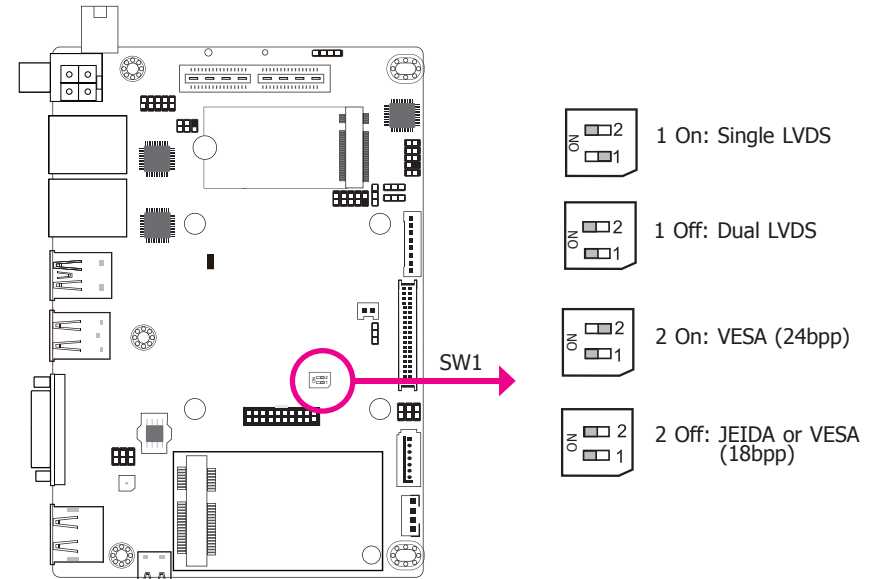 ON
2
1
1 On: Single LVDS
ON
2
1
1 Off: Dual LVDS
SW1
ON
2
1
2 On: VESA (24bpp)
ON
2
1
2 Off: JEIDA or VESA
(18bpp)